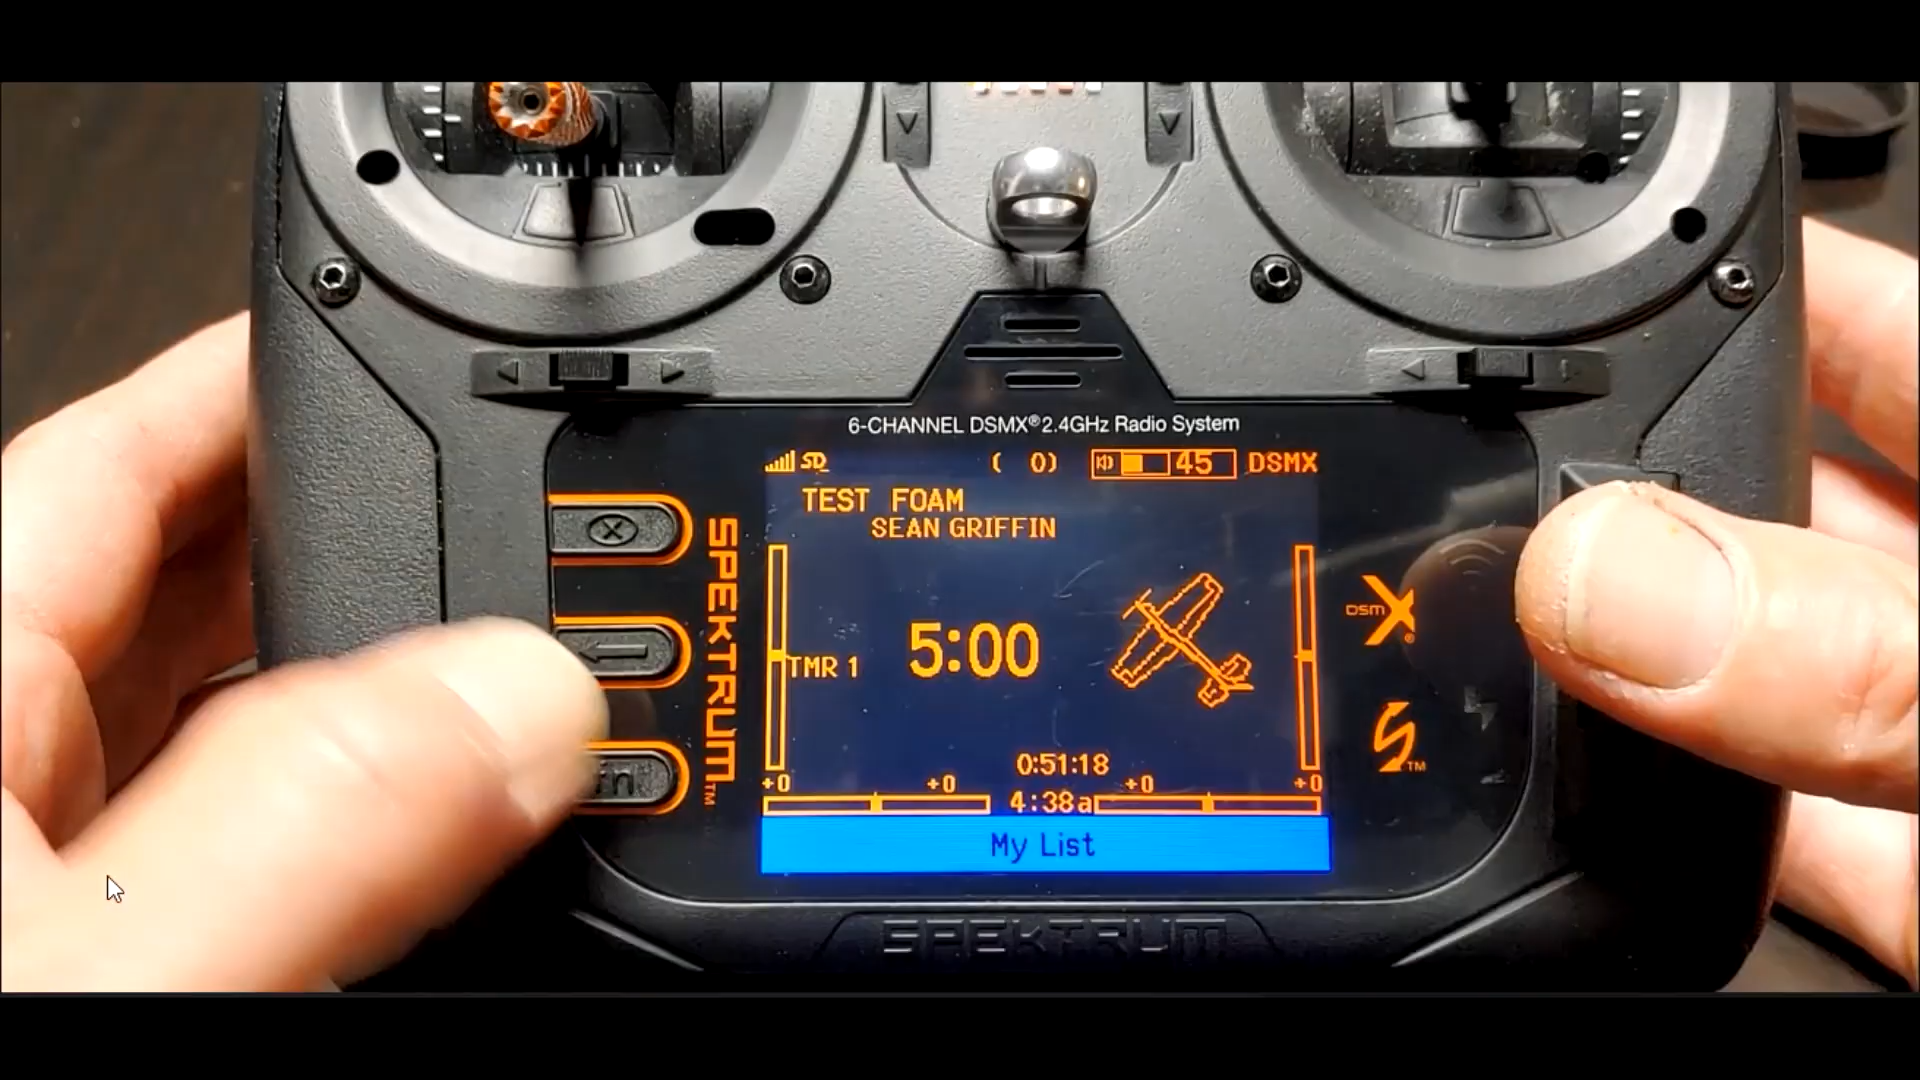 6-CHANNEL DSMX® 2.4GHz Radio System
SD ( 0) 45 DSMX
TEST FOAM
SEAN GRIFFIN
SPEKTRUM™
TMR 1 5:00
DSM X®
0:51:18
+0 +0 +0 +0
4:38a
My List
SPEKTRUM